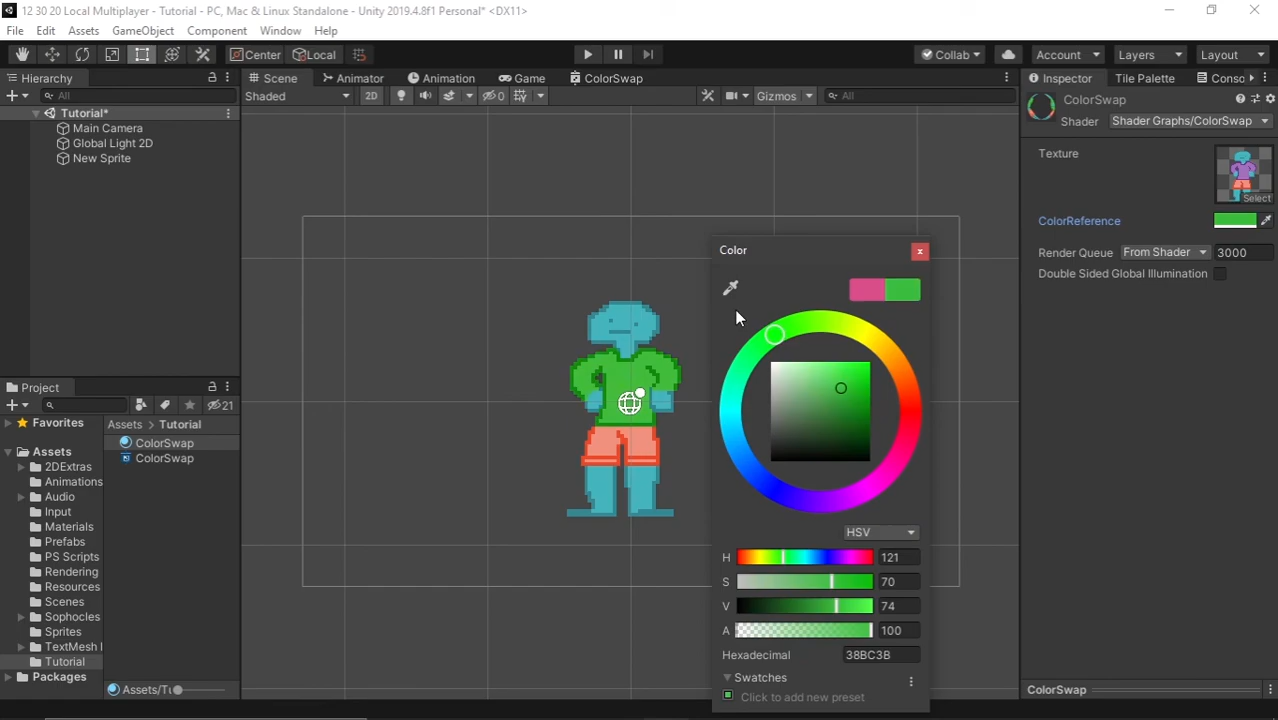 12 30 20 Local Multiplayer - Tutorial - PC, Mac & Linux Standalone - Unity 2019.4.8f1 Personal* <DX11>
File Edit Assets GameObject Component Window Help
Center Local Collab Account Layers Layout
Hierarchy Scene Animator Animation Game ColorSwap Inspector Tile Palette Conso
All Shaded 2D 0 Gizmos All
Tutorial*
Main Camera
Global Light 2D
New Sprite
ColorSwap
Shader Shader Graphs/ColorSwap
Texture
Select
ColorReference
Render Queue From Shader 3000
Double Sided Global Illumination
Color
HSV
H 121
S 70
V 74
A 100
Hexadecimal 38BC3B
Swatches
Click to add new preset
Project
21
Favorites
Assets
2DExtras
Animations
Audio
Input
Materials
Prefabs
PS Scripts
Rendering
Resources
Scenes
Sophocles
Sprites
TextMesh
Tutorial
Packages
Assets > Tutorial
ColorSwap
ColorSwap
Assets/Tu
ColorSwap